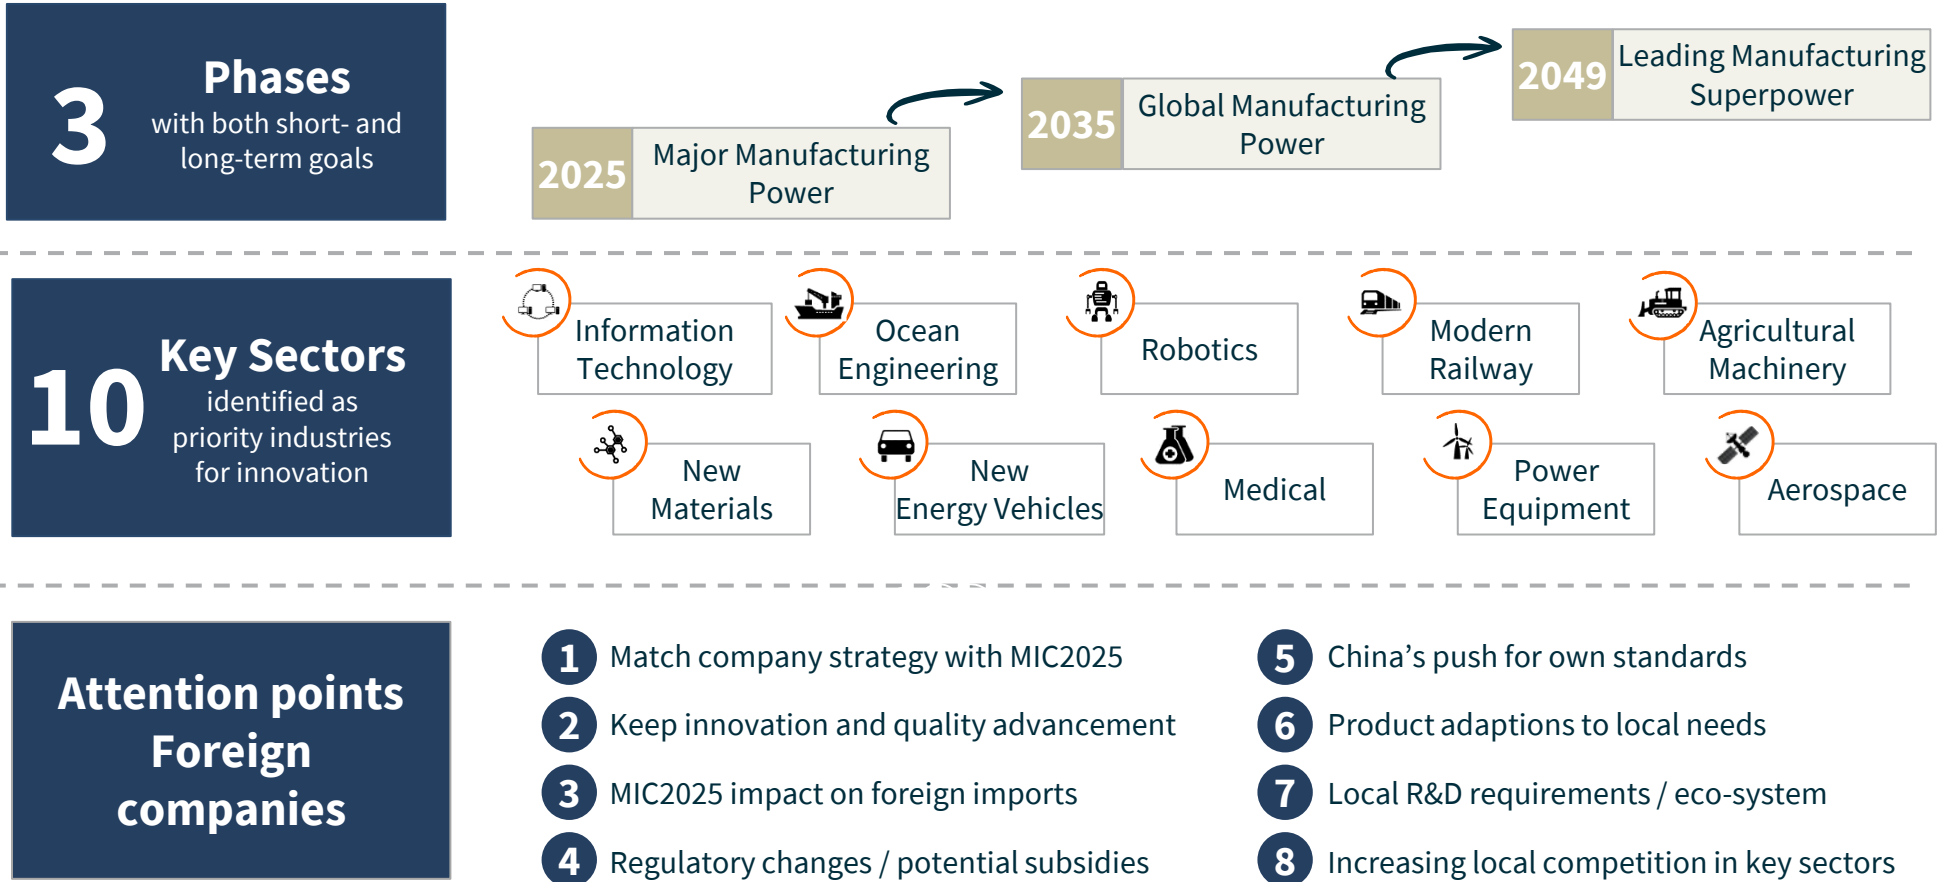 3
Phases
with both short- and
long-term goals
2025
Major Manufacturing
Power
2035
Global Manufacturing
Power
2049
Leading Manufacturing
Superpower
10
Key Sectors
identified as
priority industries
for innovation
Information
Technology
Ocean
Engineering
Robotics
Modern
Railway
Agricultural
Machinery
New
Materials
New
Energy Vehicles
Medical
Power
Equipment
Aerospace
Attention points
Foreign
companies
1 Match company strategy with MIC2025
2 Keep innovation and quality advancement
3 MIC2025 impact on foreign imports
4 Regulatory changes / potential subsidies
5 China’s push for own standards
6 Product adaptions to local needs
7 Local R&D requirements / eco-system
8 Increasing local competition in key sectors